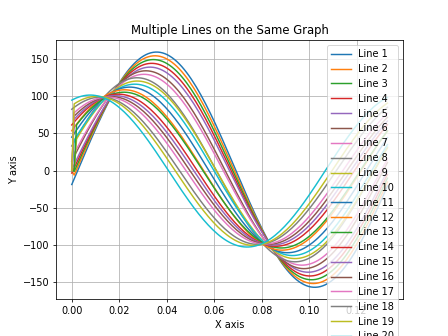 Multiple Lines on the Same Graph
Y axis
150
100
50
0
−50
−100
−150
0.00
0.02
0.04
0.06
0.08
0.10
X axis
Line 1
Line 2
Line 3
Line 4
Line 5
Line 6
Line 7
Line 8
Line 9
Line 10
Line 11
Line 12
Line 13
Line 14
Line 15
Line 16
Line 17
Line 18
Line 19
Line 20